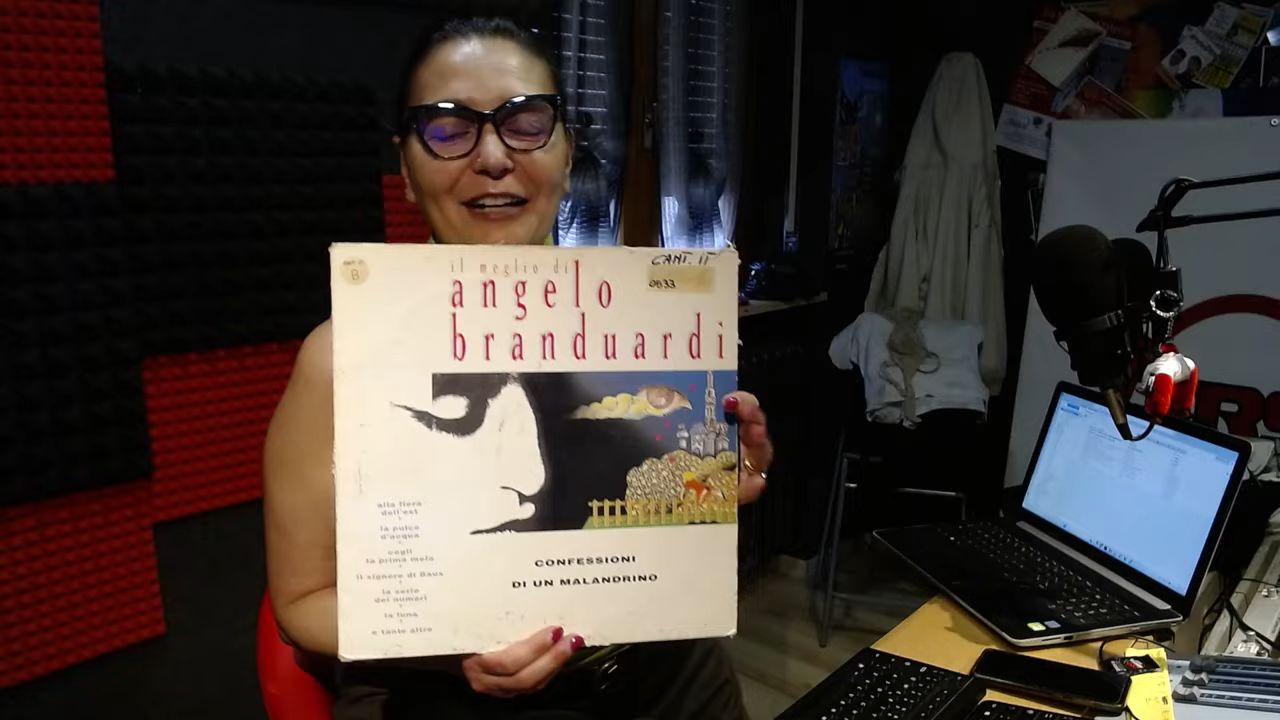 B
CANT. IT
0833
il meglio di
angelo
branduardi
alla fiera
dell'est
la pulce
d'acqua
cogli
la prima mela
il signore di Baux
la serie
dei numeri
la luna
e tante altre
CONFESSIONI
DI UN MALANDRINO